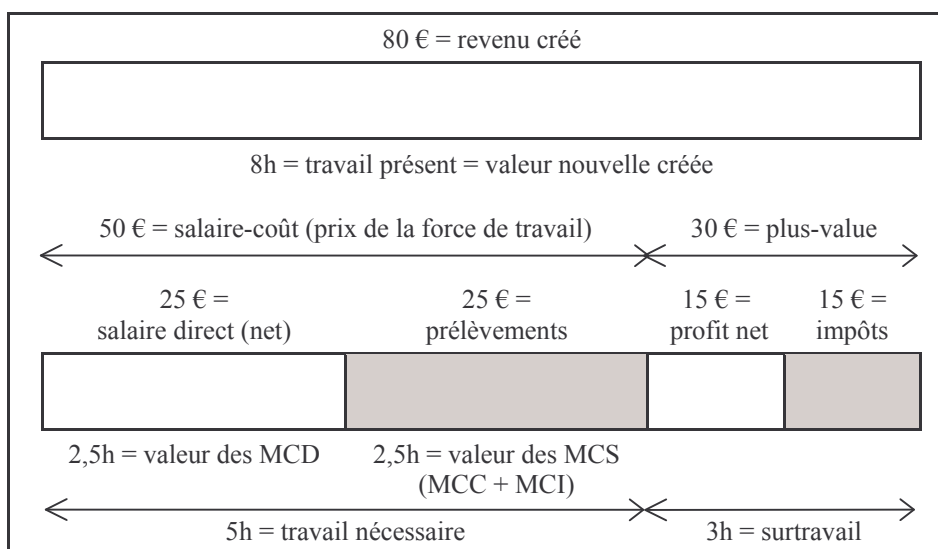 80 € = revenu créé
8h = travail présent = valeur nouvelle créée
50 € = salaire-coût (prix de la force de travail)
30 € = plus-value
25 € =
salaire direct (net)
25 € =
prélèvements
15 € =
profit net
15 € =
impôts
2,5h = valeur des MCD
2,5h = valeur des MCS
(MCC + MCI)
5h = travail nécessaire
3h = surtravail